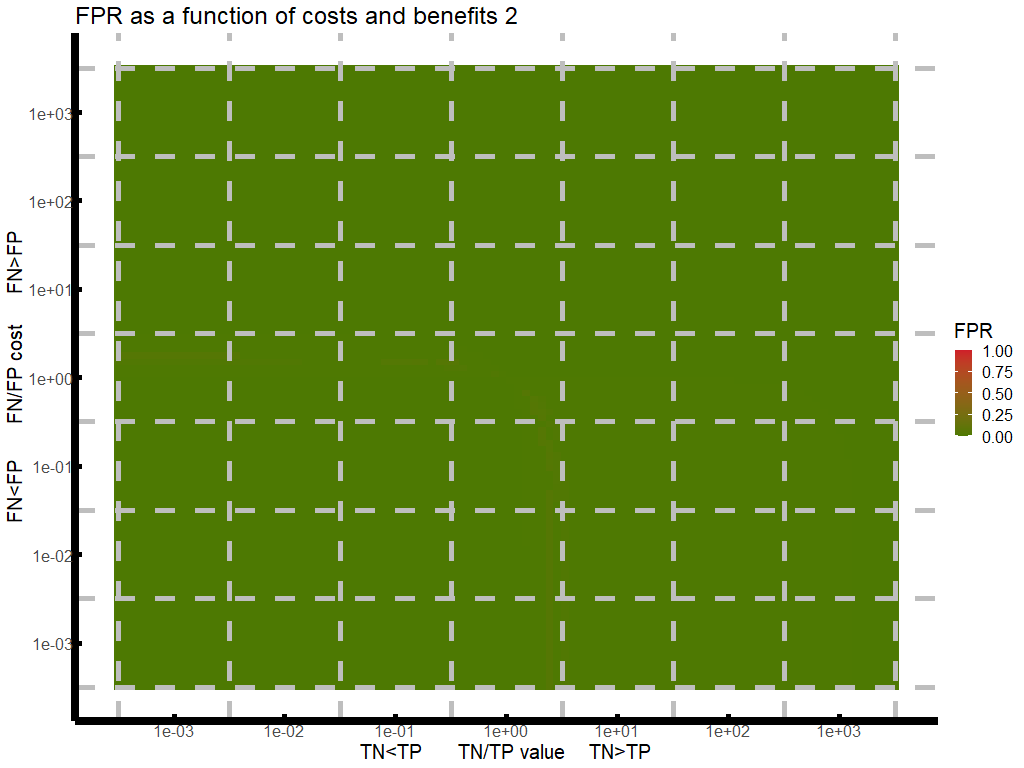 FPR as a function of costs and benefits 2
1e+03
1e+02
1e+01
1e+00
1e-01
1e-02
1e-03
FN<FP FN/FP cost FN>FP
1e-03 1e-02 1e-01 1e+00 1e+01 1e+02 1e+03
TN<TP TN/TP value TN>TP
FPR
1.00
0.75
0.50
0.25
0.00